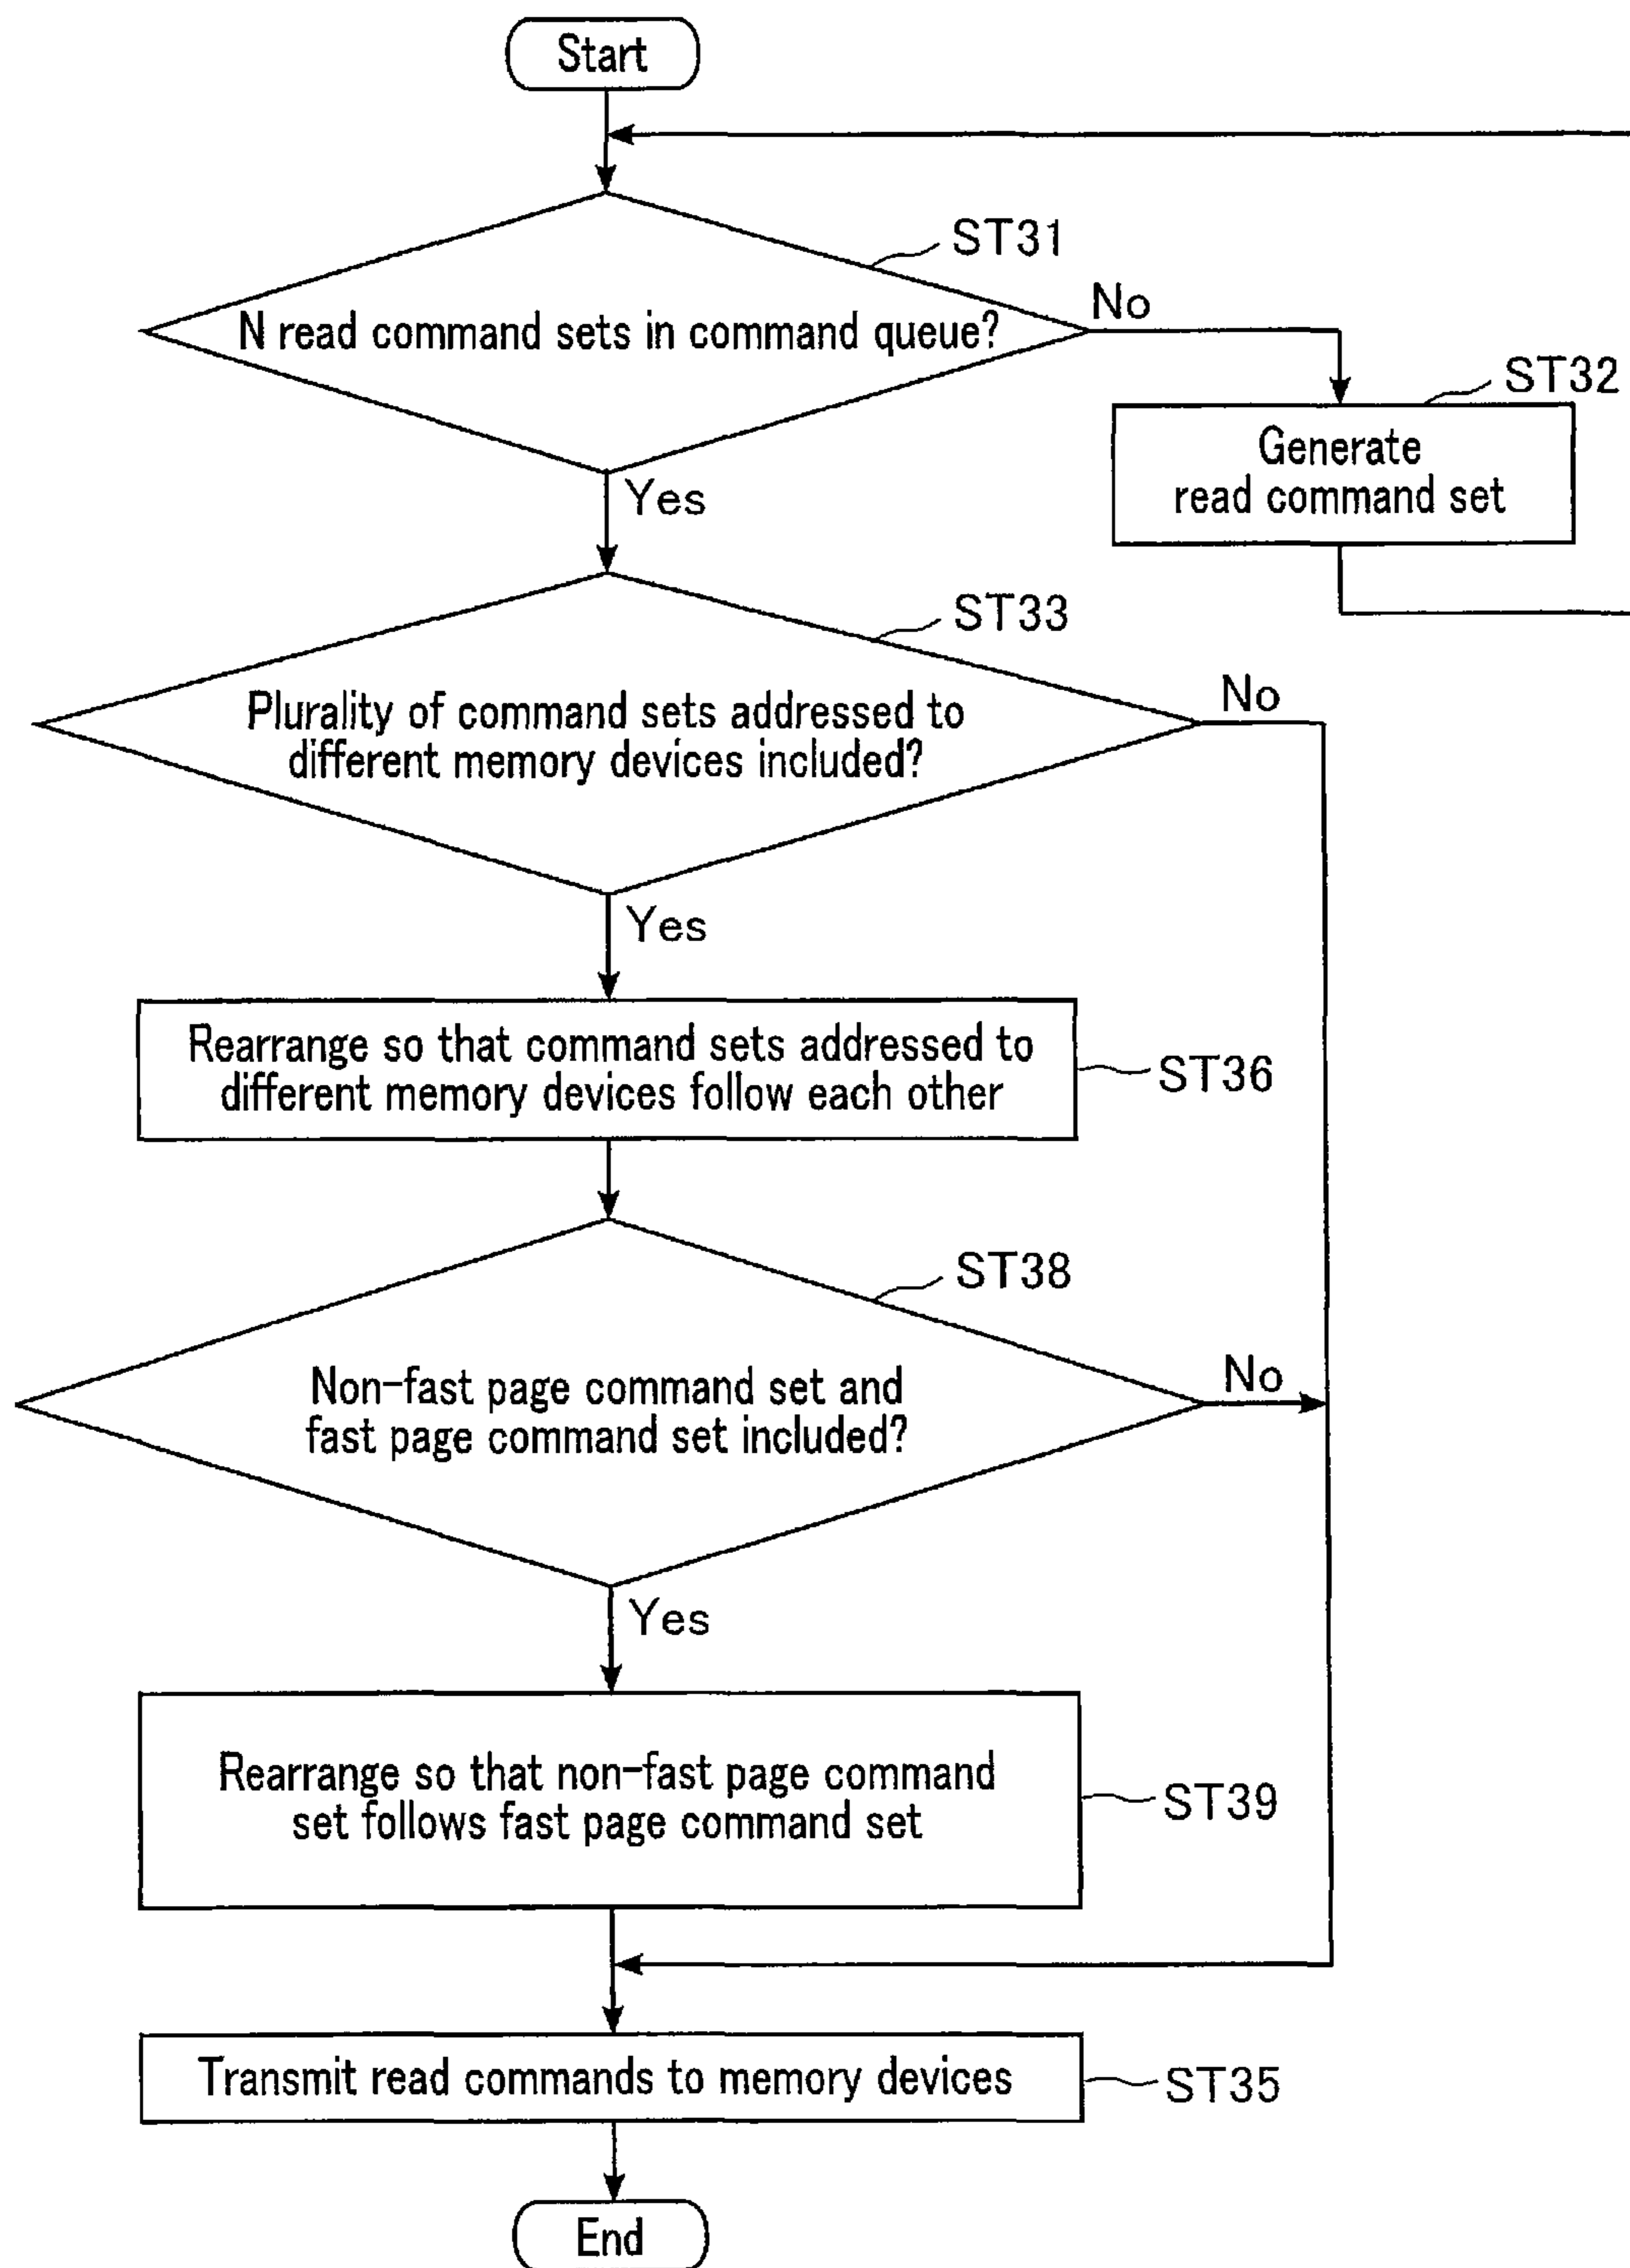 Start
ST31
N read command sets in command queue?
No
ST32
Generate
read command set
Yes
ST33
Plurality of command sets addressed to
different memory devices included?
No
Yes
Rearrange so that command sets addressed to
different memory devices follow each other
ST36
ST38
Non-fast page command set and
fast page command set included?
No
Yes
Rearrange so that non-fast page command
set follows fast page command set
ST39
Transmit read commands to memory devices
ST35
End